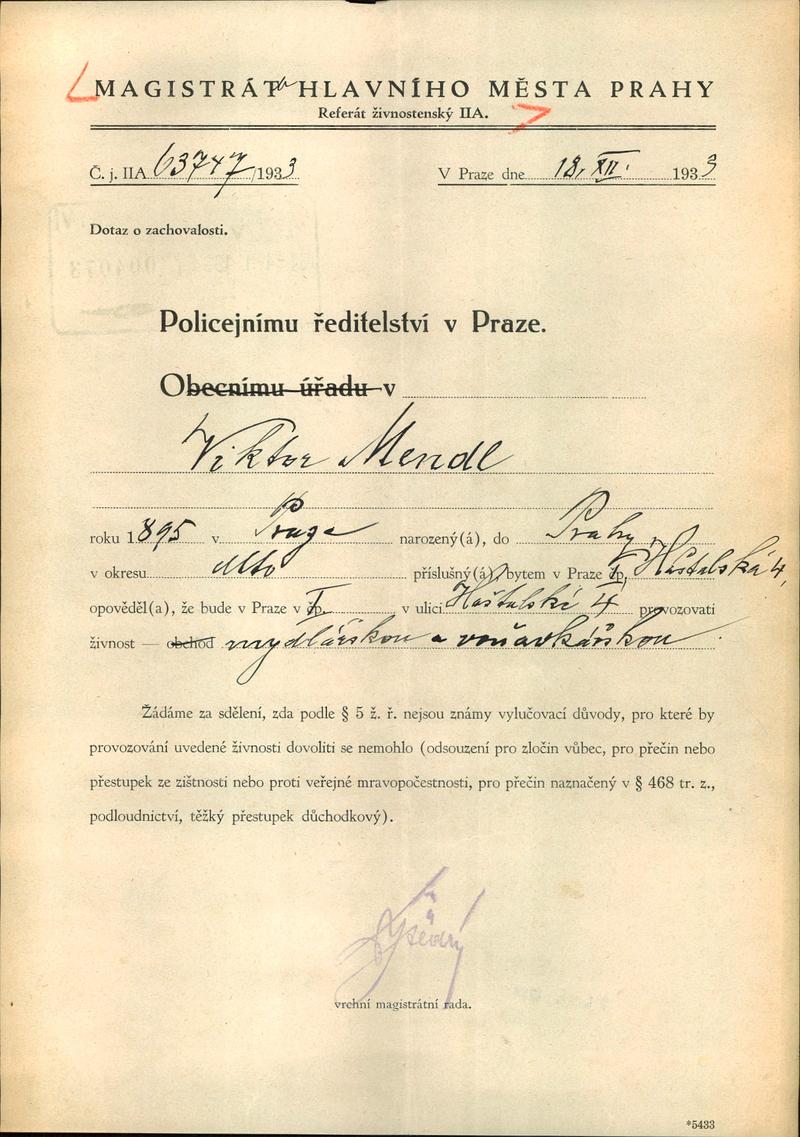 MAGISTRÁT HLAVNÍHO MĚSTA PRAHY
Referát živnostenský IIA.
Č. j. IIA 63747/1933
V Praze dne 18. XII. 1933
Dotaz o zachovalosti.
Policejnímu ředitelství v Praze.
Obecnímu úřadu v
Viktor Mendl
roku 1895 v Praze narozený(á), do Prahy
v okresu příslušný(á) bytem v Praze I, Haštalská 4,
opověděl(a), že bude v Praze v I čp. v ulici Haštalské 4 provozovati
živnost — obchod mydlářskou a voňavkářskou.
Žádáme za sdělení, zda podle § 5 ž. ř. nejsou známy vylučovací důvody, pro které by
provozování uvedené živnosti dovoliti se nemohlo (odsouzení pro zločin vůbec, pro přečin nebo
přestupek ze zištnosti nebo proti veřejné mravopočestnosti, pro přečin naznačený v § 468 tr. z.,
podloudnictví, těžký přestupek důchodkový).
vrchní magistrátní rada.
*5433